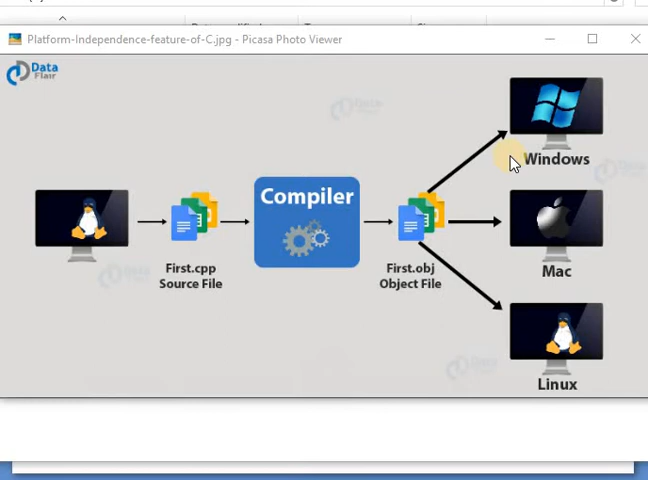 Platform-Independence-feature-of-C.jpg - Picasa Photo Viewer
Data
Flair
Windows
Compiler
First.cpp
Source File
First.obj
Object File
Mac
Linux